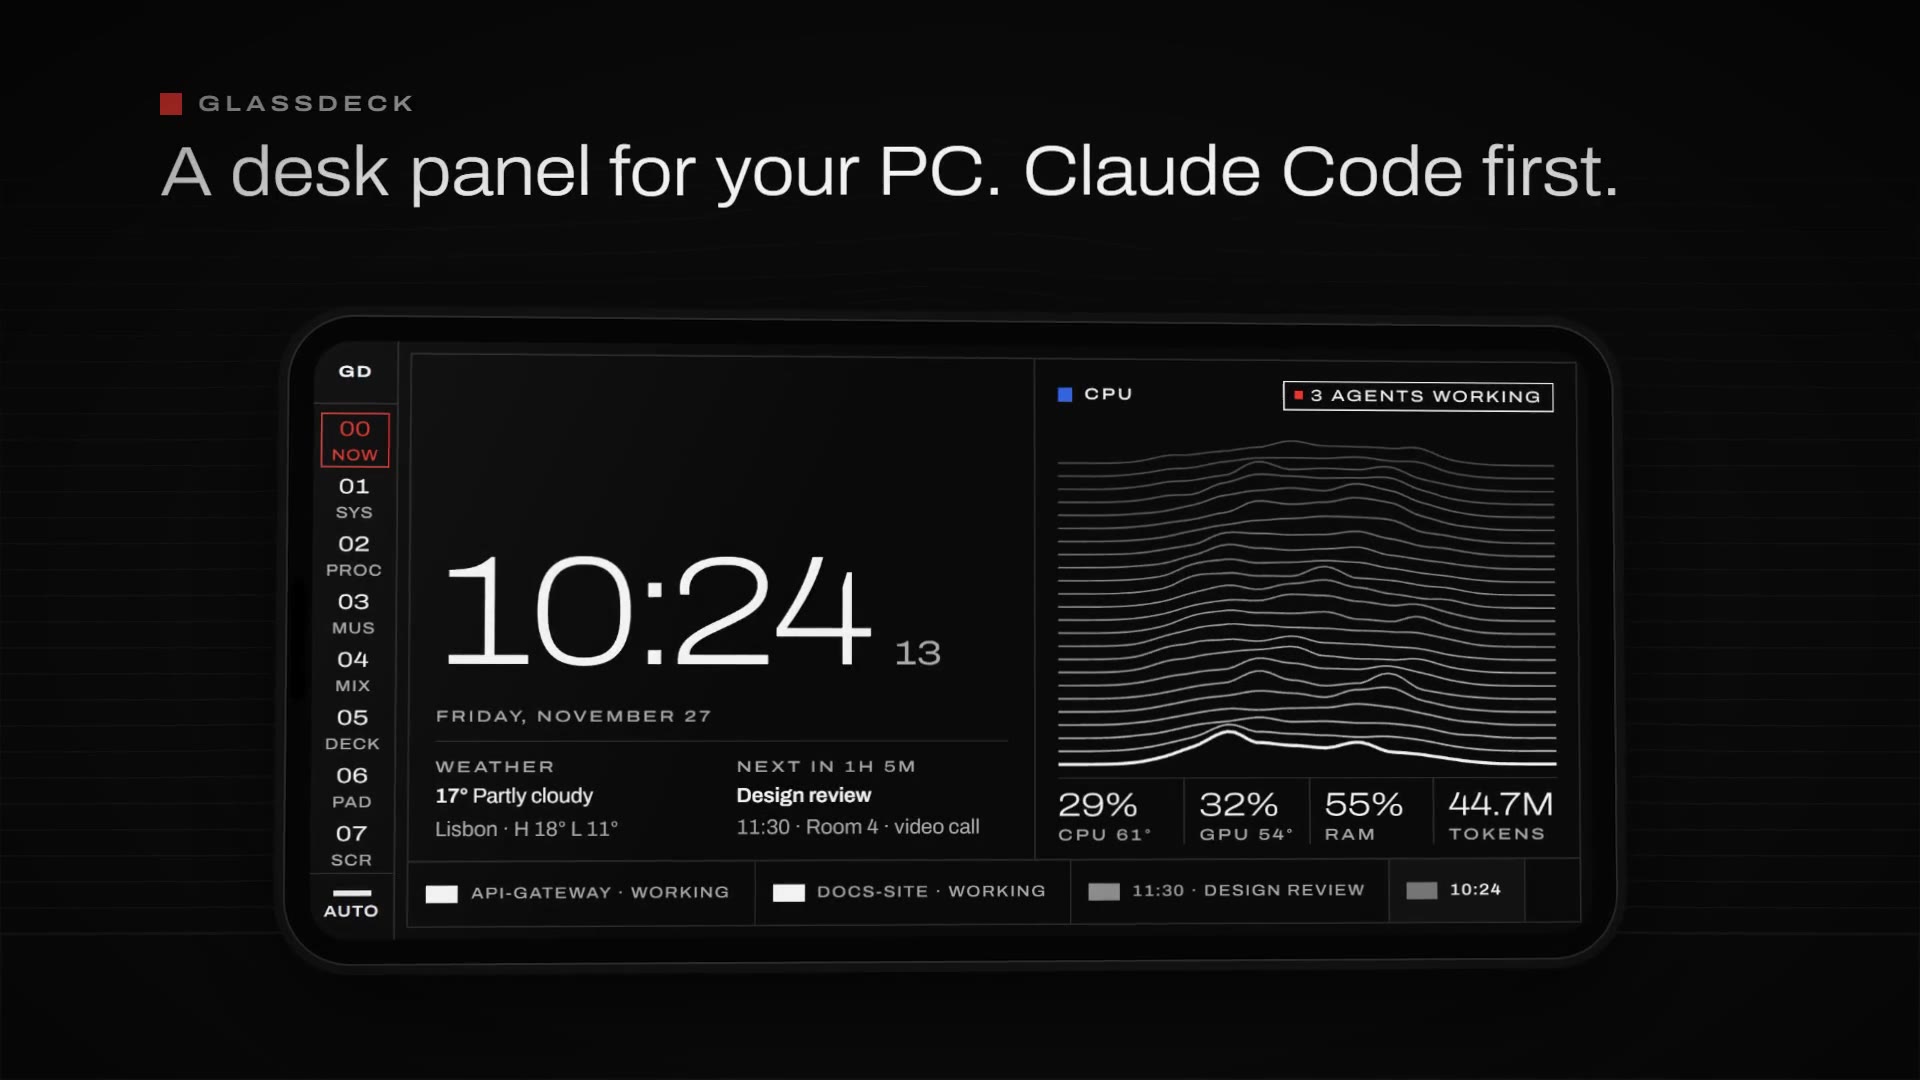 GLASSDECK
A desk panel for your PC. Claude Code first.
GD
00
NOW
01
SYS
02
PROC
03
MUS
04
MIX
05
DECK
06
PAD
07
SCR
AUTO
10:24 13
FRIDAY, NOVEMBER 27
WEATHER
17° Partly cloudy
Lisbon · H 18° L 11°
NEXT IN 1H 5M
Design review
11:30 · Room 4 · video call
CPU
3 AGENTS WORKING
29%
CPU 61°
32%
GPU 54°
55%
RAM
44.7M
TOKENS
API-GATEWAY · WORKING
DOCS-SITE · WORKING
11:30 · DESIGN REVIEW
10:24